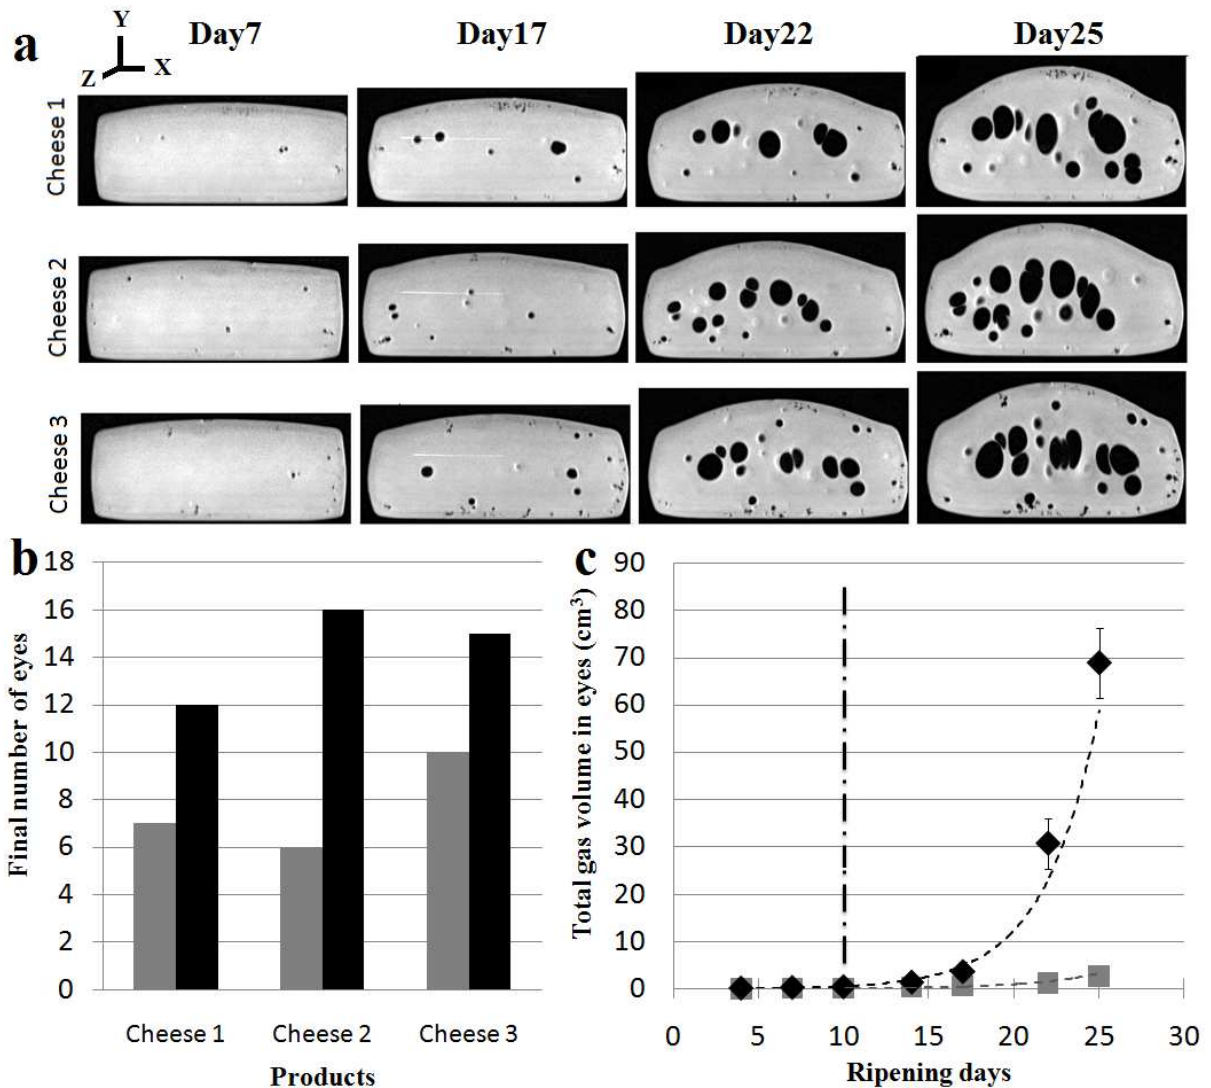 a
Y
Z
X
Day7
Day17
Day22
Day25
Cheese 1
Cheese 2
Cheese 3
b
18
16
14
12
10
8
6
4
2
0
Final number of eyes
Cheese 1
Cheese 2
Cheese 3
Products
c
90
80
70
60
50
40
30
20
10
0
Total gas volume in eyes (cm³)
0
5
10
15
20
25
30
Ripening days